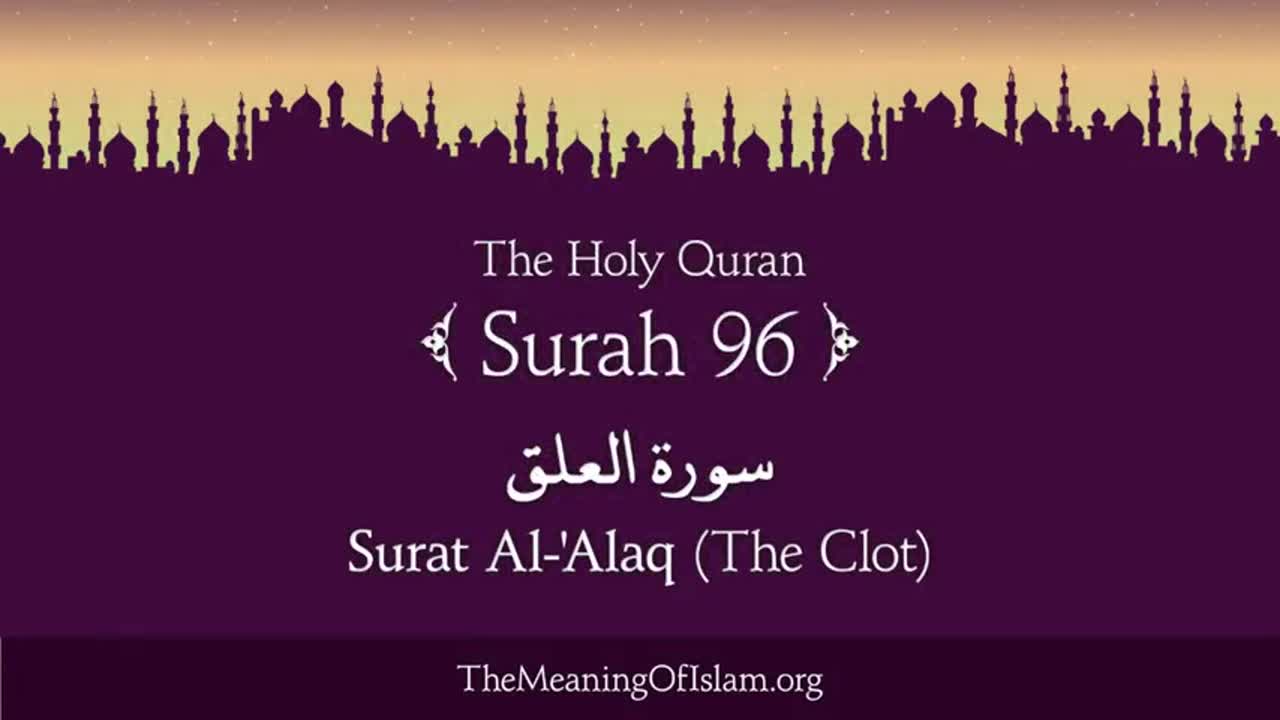 The Holy Quran
Surah 96
سورة العلق
Surat Al-'Alaq (The Clot)
TheMeaningOfIslam.org